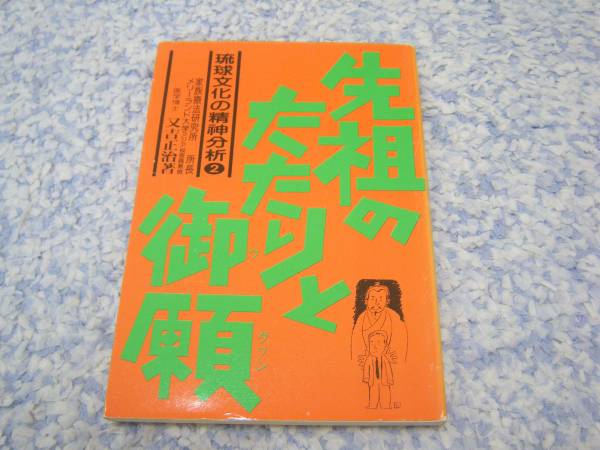 先祖の
たたりと
御願
ウ
グヮン
琉球文化の精神分析②
家族療法研究所 所長
メリーランド大学
医学博士 又吉正治著